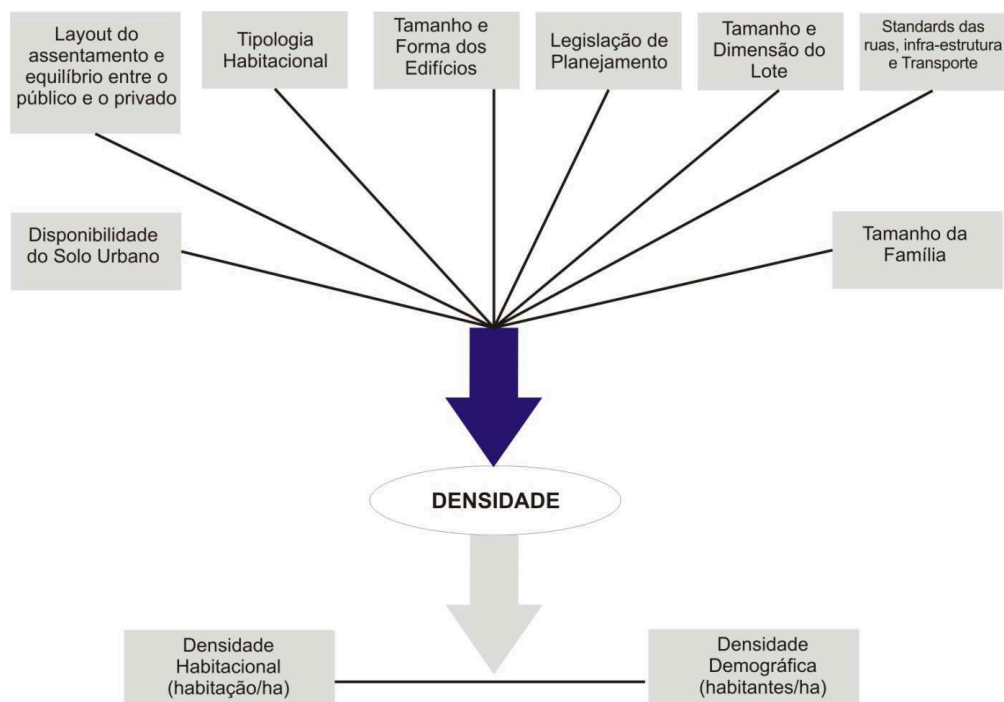 Layout do
assentamento e
equilíbrio entre o
público e o privado
Tipologia
Habitacional
Tamanho e
Forma dos
Edifícios
Legislação de
Planejamento
Tamanho e
Dimensão do
Lote
Standards das
ruas, infra-estrutura
e Transporte
Disponibilidade
do Solo Urbano
Tamanho da
Família
DENSIDADE
Densidade
Habitacional
(habitação/ha)
Densidade
Demográfica
(habitantes/ha)